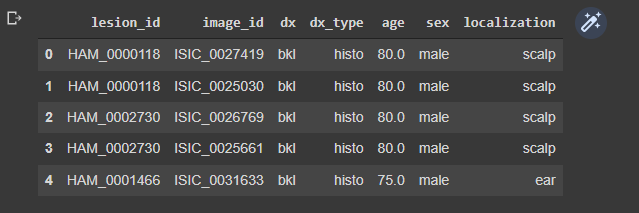 lesion_id image_id dx dx_type age sex localization
0 HAM_0000118 ISIC_0027419 bkl histo 80.0 male scalp
1 HAM_0000118 ISIC_0025030 bkl histo 80.0 male scalp
2 HAM_0002730 ISIC_0026769 bkl histo 80.0 male scalp
3 HAM_0002730 ISIC_0025661 bkl histo 80.0 male scalp
4 HAM_0001466 ISIC_0031633 bkl histo 75.0 male ear